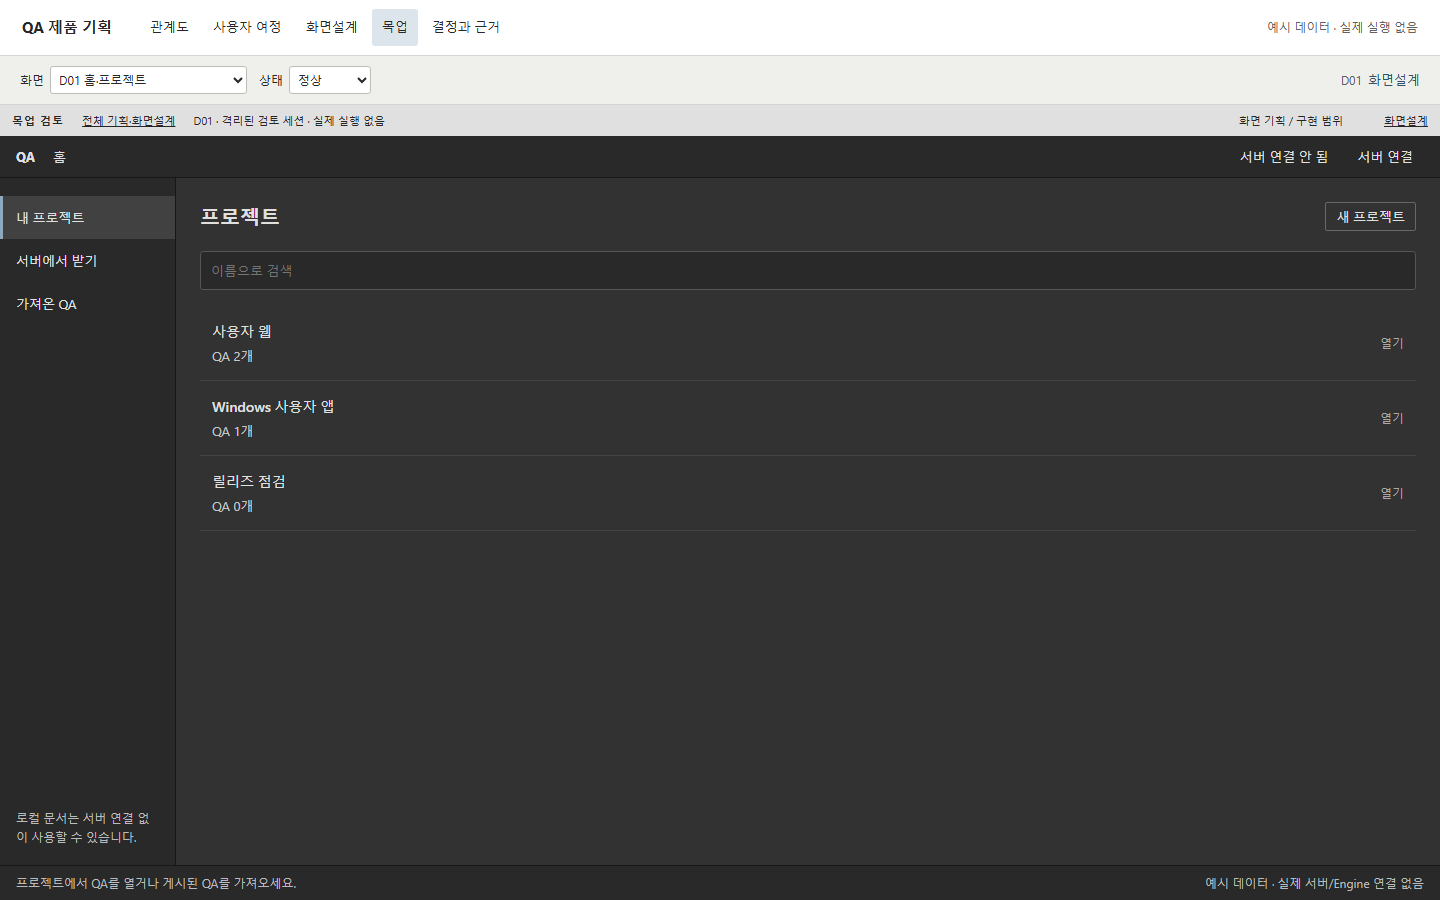 QA 제품 기획
관계도
사용자 여정
화면설계
목업
결정과 근거
예시 데이터 · 실제 실행 없음
화면
D01 홈·프로젝트
상태
정상
D01 화면설계
목업 검토
전체 기획·화면설계
D01 · 격리된 검토 세션 · 실제 실행 없음
화면 기획 / 구현 범위
화면설계
QA
홈
서버 연결 안 됨
서버 연결
내 프로젝트
서버에서 받기
가져온 QA
프로젝트
새 프로젝트
이름으로 검색
사용자 웹
QA 2개
열기
Windows 사용자 앱
QA 1개
열기
릴리즈 점검
QA 0개
열기
로컬 문서는 서버 연결 없
이 사용할 수 있습니다.
프로젝트에서 QA를 열거나 게시된 QA를 가져오세요.
예시 데이터 · 실제 서버/Engine 연결 없음